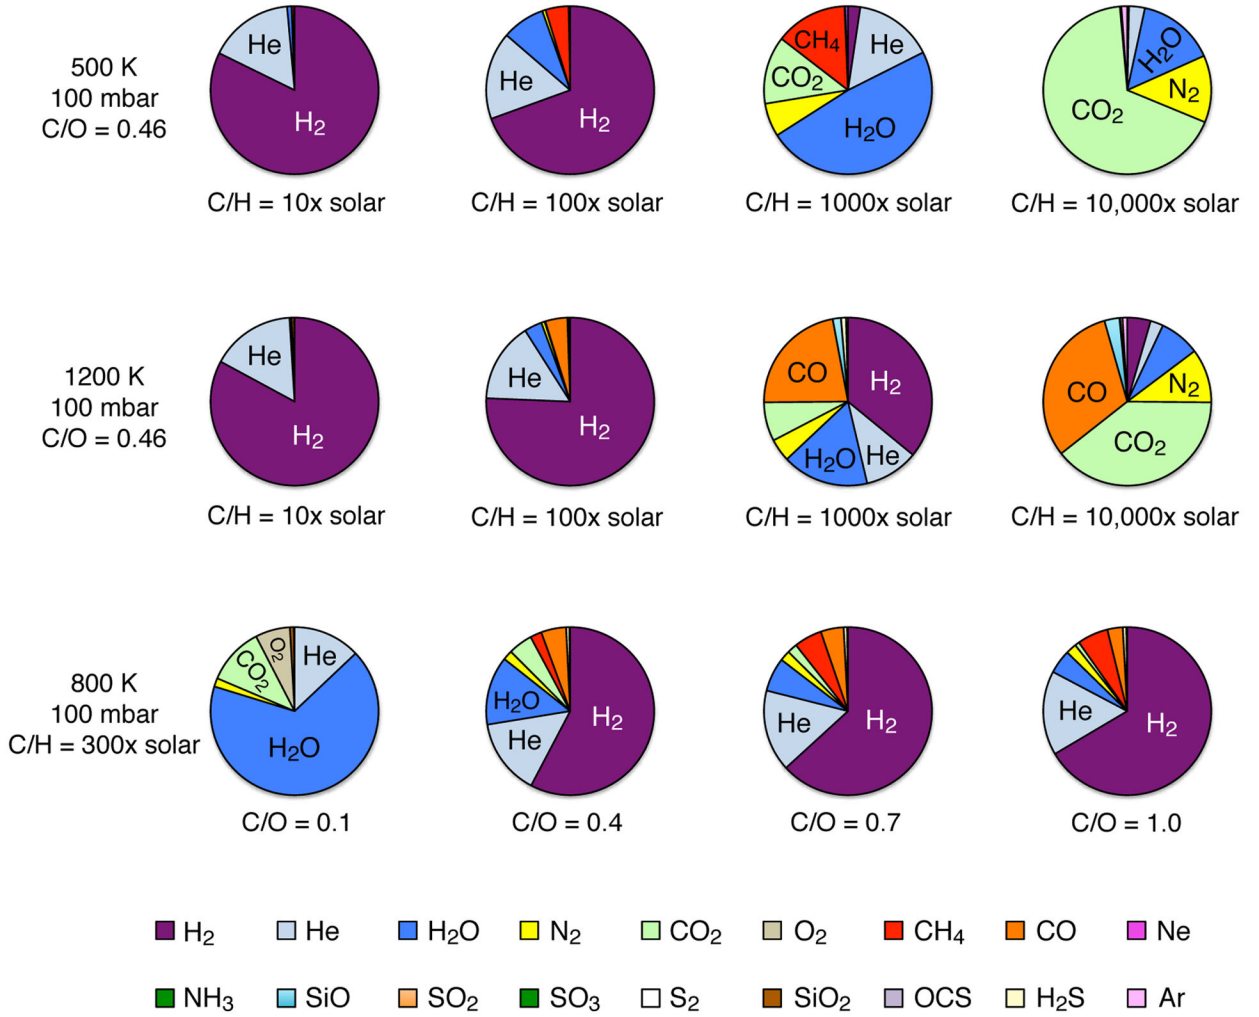 500 K
100 mbar
C/O = 0.46
He
H₂
C/H = 10x solar
He
H₂
C/H = 100x solar
CH₄
He
CO₂
H₂O
C/H = 1000x solar
H₂O
N₂
CO₂
C/H = 10,000x solar
1200 K
100 mbar
C/O = 0.46
He
H₂
C/H = 10x solar
He
H₂
C/H = 100x solar
CO
H₂
H₂O
He
C/H = 1000x solar
N₂
CO
CO₂
C/H = 10,000x solar
800 K
100 mbar
C/H = 300x solar
O₂
He
CO₂
H₂O
C/O = 0.1
H₂O
H₂
He
C/O = 0.4
He
H₂
C/O = 0.7
He
H₂
C/O = 1.0
H₂ He H₂O N₂ CO₂ O₂ CH₄ CO Ne
NH₃ SiO SO₂ SO₃ S₂ SiO₂ OCS H₂S Ar